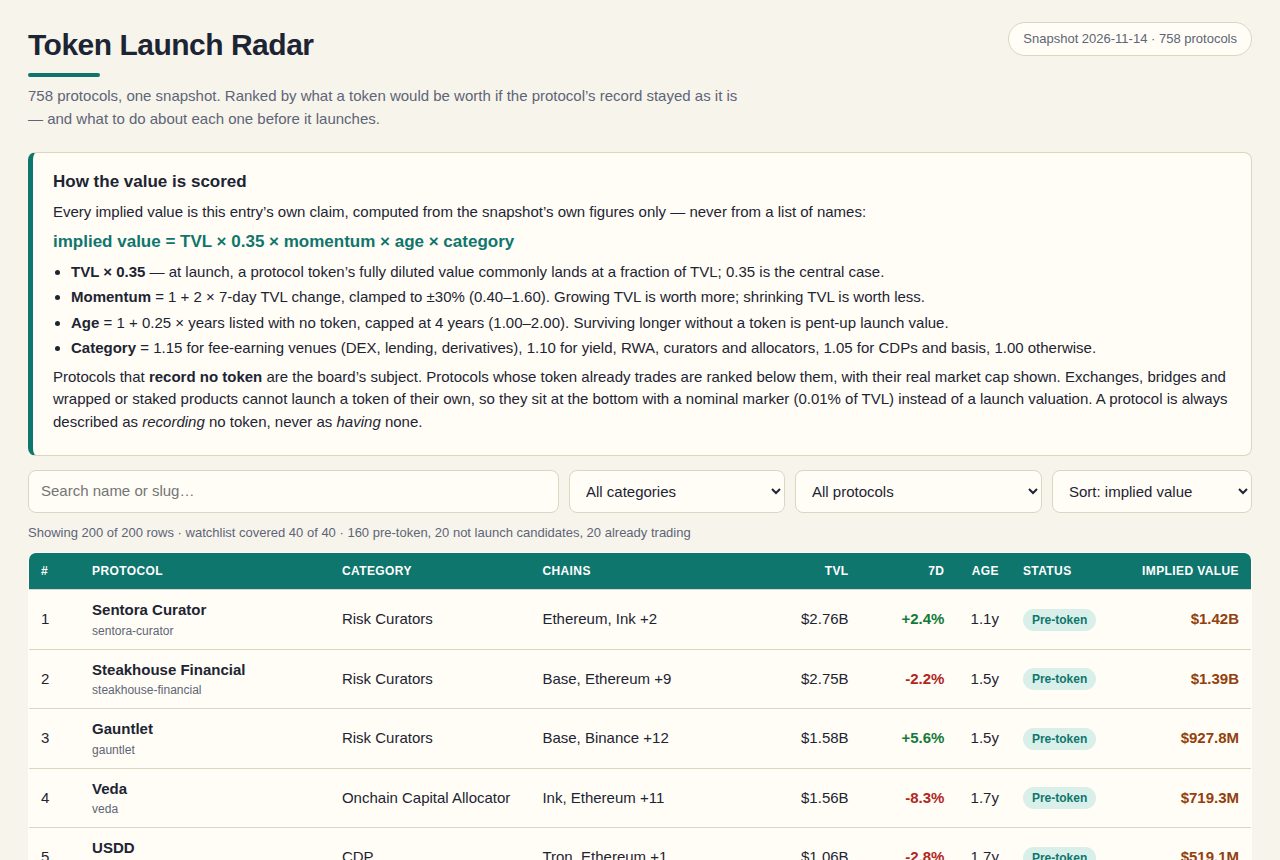 Token Launch Radar
Snapshot 2026-11-14 · 758 protocols
758 protocols, one snapshot. Ranked by what a token would be worth if the protocol’s record stayed as it is
— and what to do about each one before it launches.
How the value is scored
Every implied value is this entry’s own claim, computed from the snapshot’s own figures only — never from a list of names:
implied value = TVL × 0.35 × momentum × age × category
• TVL × 0.35 — at launch, a protocol token’s fully diluted value commonly lands at a fraction of TVL; 0.35 is the central case.
• Momentum = 1 + 2 × 7-day TVL change, clamped to ±30% (0.40–1.60). Growing TVL is worth more; shrinking TVL is worth less.
• Age = 1 + 0.25 × years listed with no token, capped at 4 years (1.00–2.00). Surviving longer without a token is pent-up launch value.
• Category = 1.15 for fee-earning venues (DEX, lending, derivatives), 1.10 for yield, RWA, curators and allocators, 1.05 for CDPs and basis, 1.00 otherwise.
Protocols that record no token are the board’s subject. Protocols whose token already trades are ranked below them, with their real market cap shown. Exchanges, bridges and
wrapped or staked products cannot launch a token of their own, so they sit at the bottom with a nominal marker (0.01% of TVL) instead of a launch valuation. A protocol is always
described as recording no token, never as having none.
Search name or slug…
All categories
All protocols
Sort: implied value
Showing 200 of 200 rows · watchlist covered 40 of 40 · 160 pre-token, 20 not launch candidates, 20 already trading
# PROTOCOL CATEGORY CHAINS TVL 7D AGE STATUS IMPLIED VALUE
1 Sentora Curator Risk Curators Ethereum, Ink +2 $2.76B +2.4% 1.1y Pre-token $1.42B
sentora-curator
2 Steakhouse Financial Risk Curators Base, Ethereum +9 $2.75B -2.2% 1.5y Pre-token $1.39B
steakhouse-financial
3 Gauntlet Risk Curators Base, Binance +12 $1.58B +5.6% 1.5y Pre-token $927.8M
gauntlet
4 Veda Onchain Capital Allocator Ink, Ethereum +11 $1.56B -8.3% 1.7y Pre-token $719.3M
veda
5 USDD CDP Tron, Ethereum +1 $1.06B -2.8% 1.7y Pre-token $519.1M